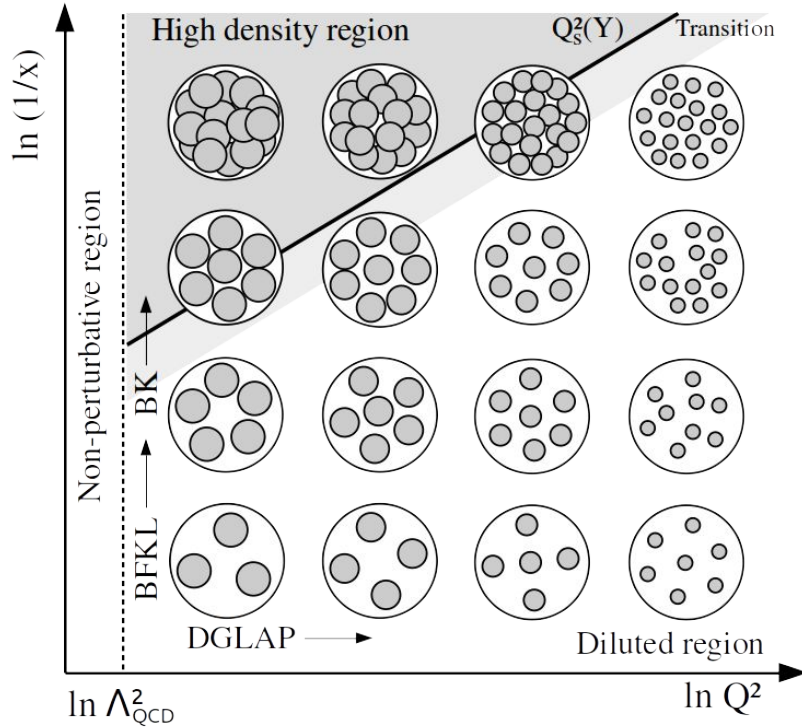 High density region
Q²ₛ(Y)
Transition
ln (1/x)
Non-perturbative region
BK
BFKL
DGLAP
Diluted region
ln Λ²QCD
ln Q²